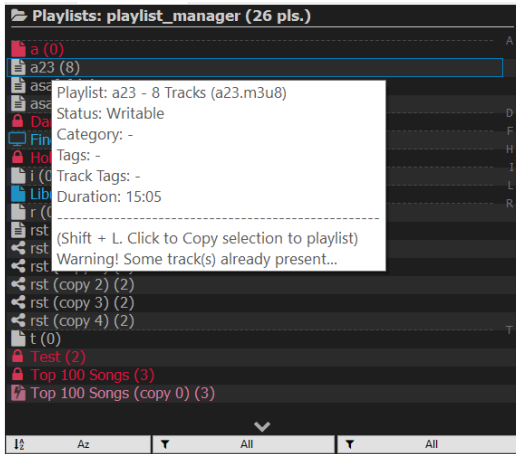 Playlists: playlist_manager (26 pls.)
A
a (0)
a23 (8)
Playlist: a23 - 8 Tracks (a23.m3u8)
Status: Writable
Category: -
Tags: -
Track Tags: -
Duration: 15:05
(Shift + L. Click to Copy selection to playlist)
Warning! Some track(s) already present...
D
F
H
I
L
R
i (0
r (0
rst
rst
rst (copy 2) (2)
rst (copy 3) (2)
rst (copy 4) (2)
T
t (0)
Test (2)
Top 100 Songs (3)
Top 100 Songs (copy 0) (3)
Az
All
All